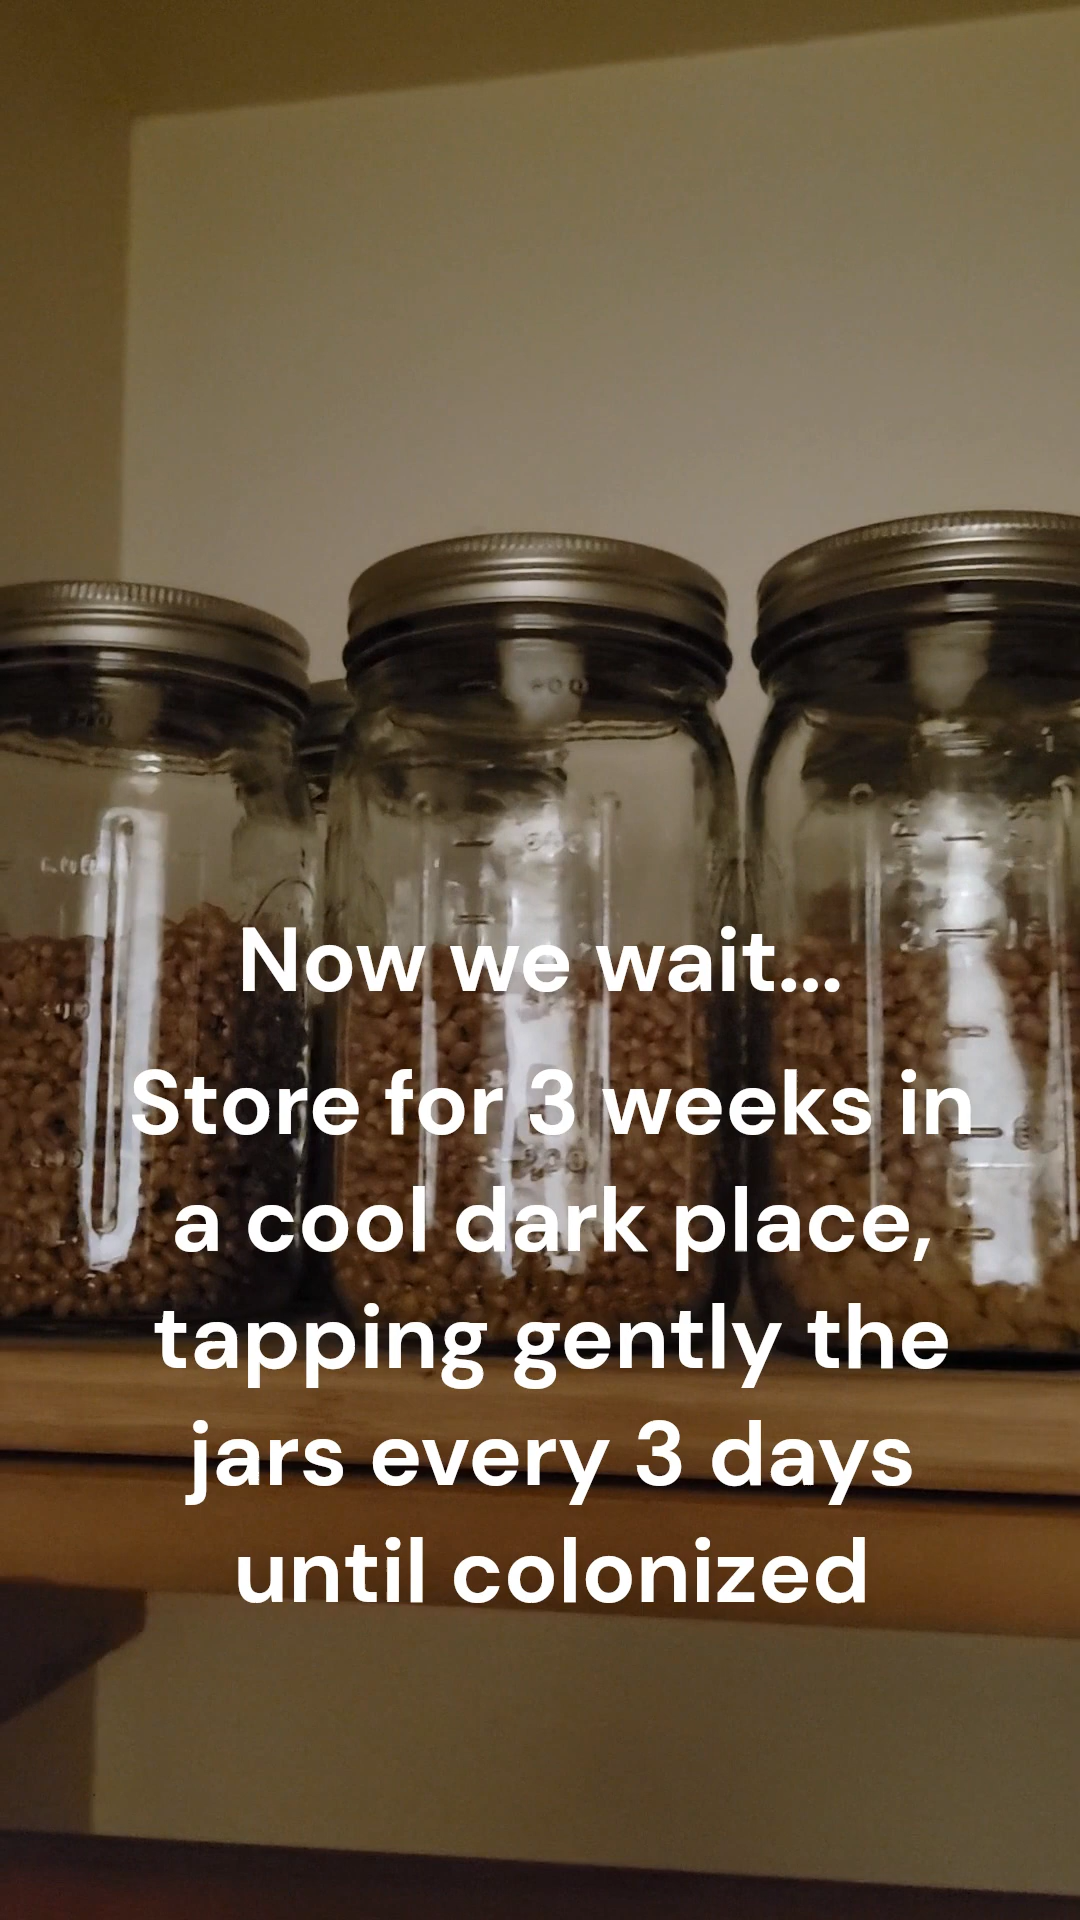 Now we wait...
Store for 3 weeks in
a cool dark place,
tapping gently the
jars every 3 days
until colonized